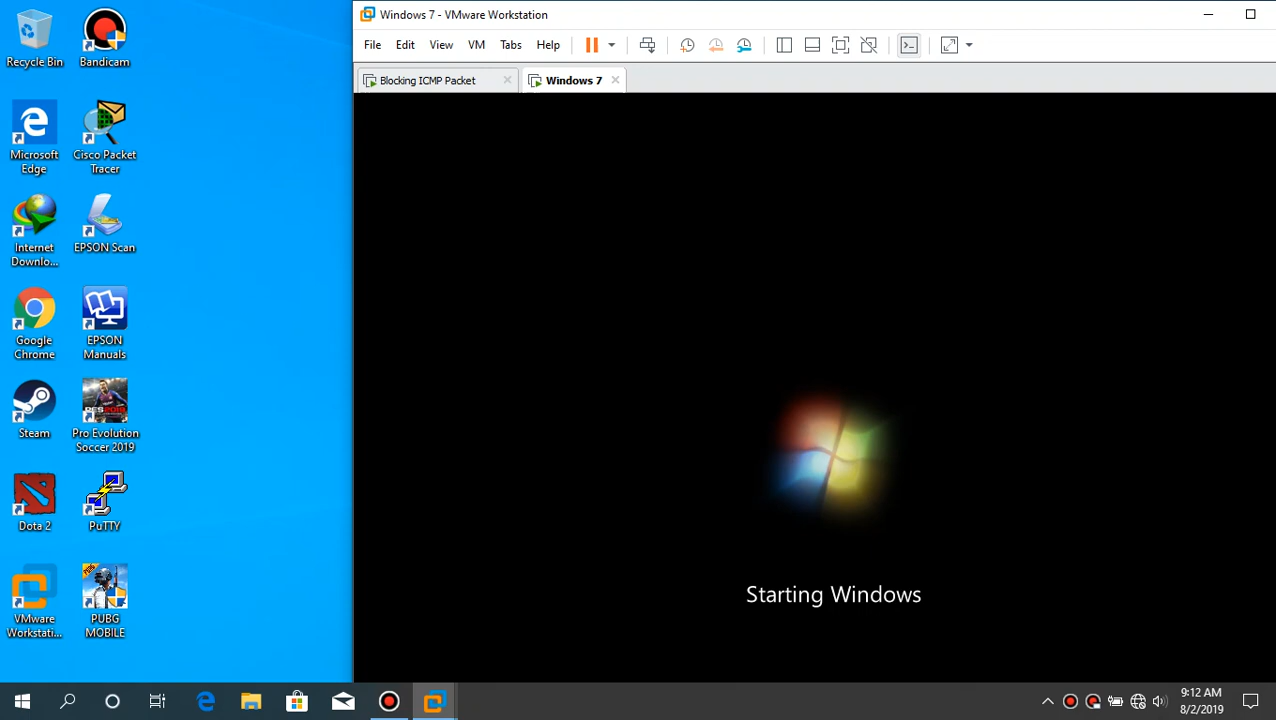 Windows 7 - VMware Workstation
File Edit View VM Tabs Help
Blocking ICMP Packet
Windows 7
Recycle Bin
Bandicam
Microsoft
Edge
Cisco Packet
Tracer
Internet
Downlo...
EPSON Scan
Google
Chrome
EPSON
Manuals
Steam
PES2019
Pro Evolution
Soccer 2019
Dota 2
PuTTY
VMware
Workstati...
PUBG
MOBILE
Starting Windows
9:12 AM
8/2/2019